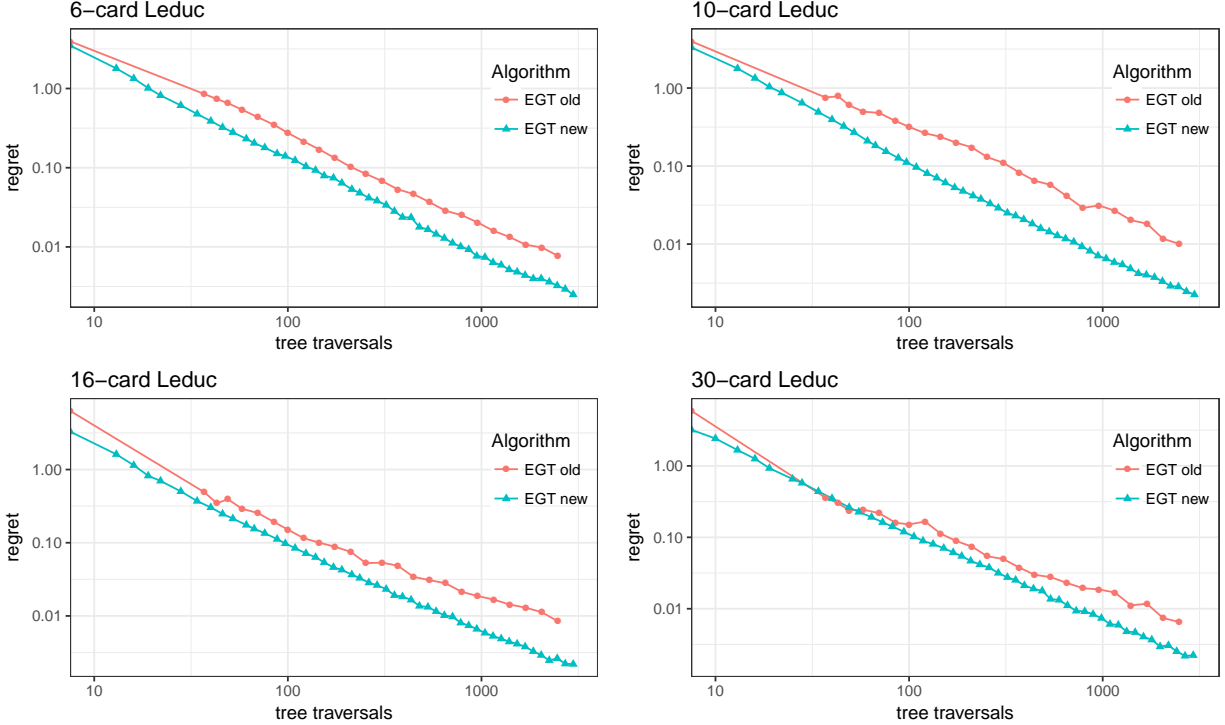 6−card Leduc
regret
1.00
0.10
0.01
10
100
1000
tree traversals
Algorithm
EGT old
EGT new
10−card Leduc
regret
1.00
0.10
0.01
10
100
1000
tree traversals
Algorithm
EGT old
EGT new
16−card Leduc
regret
1.00
0.10
0.01
10
100
1000
tree traversals
Algorithm
EGT old
EGT new
30−card Leduc
regret
1.00
0.10
0.01
10
100
1000
tree traversals
Algorithm
EGT old
EGT new